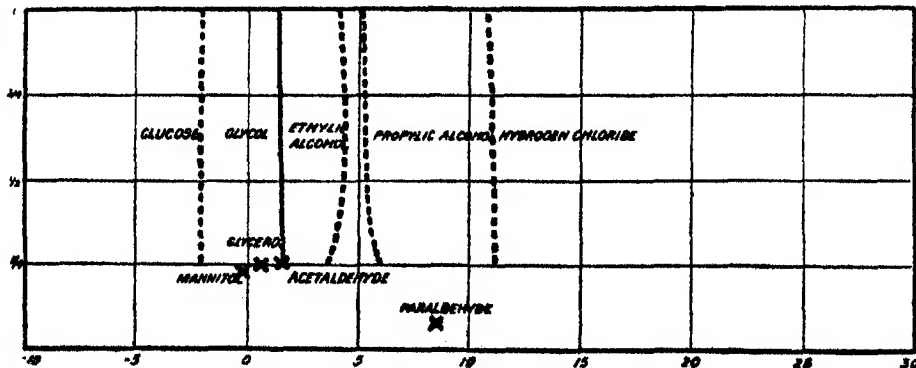 1
3/4
GLUCOSE GLYCOL ETHYLIC ALCOHOL PROPYLIC ALCOHOL HYDROGEN CHLORIDE
1/2
GLYCEROL
1/4
MANNITOL ACETALDEHYDE
PARALDEHYDE
-10 -5 0 5 10 15 20 25 30